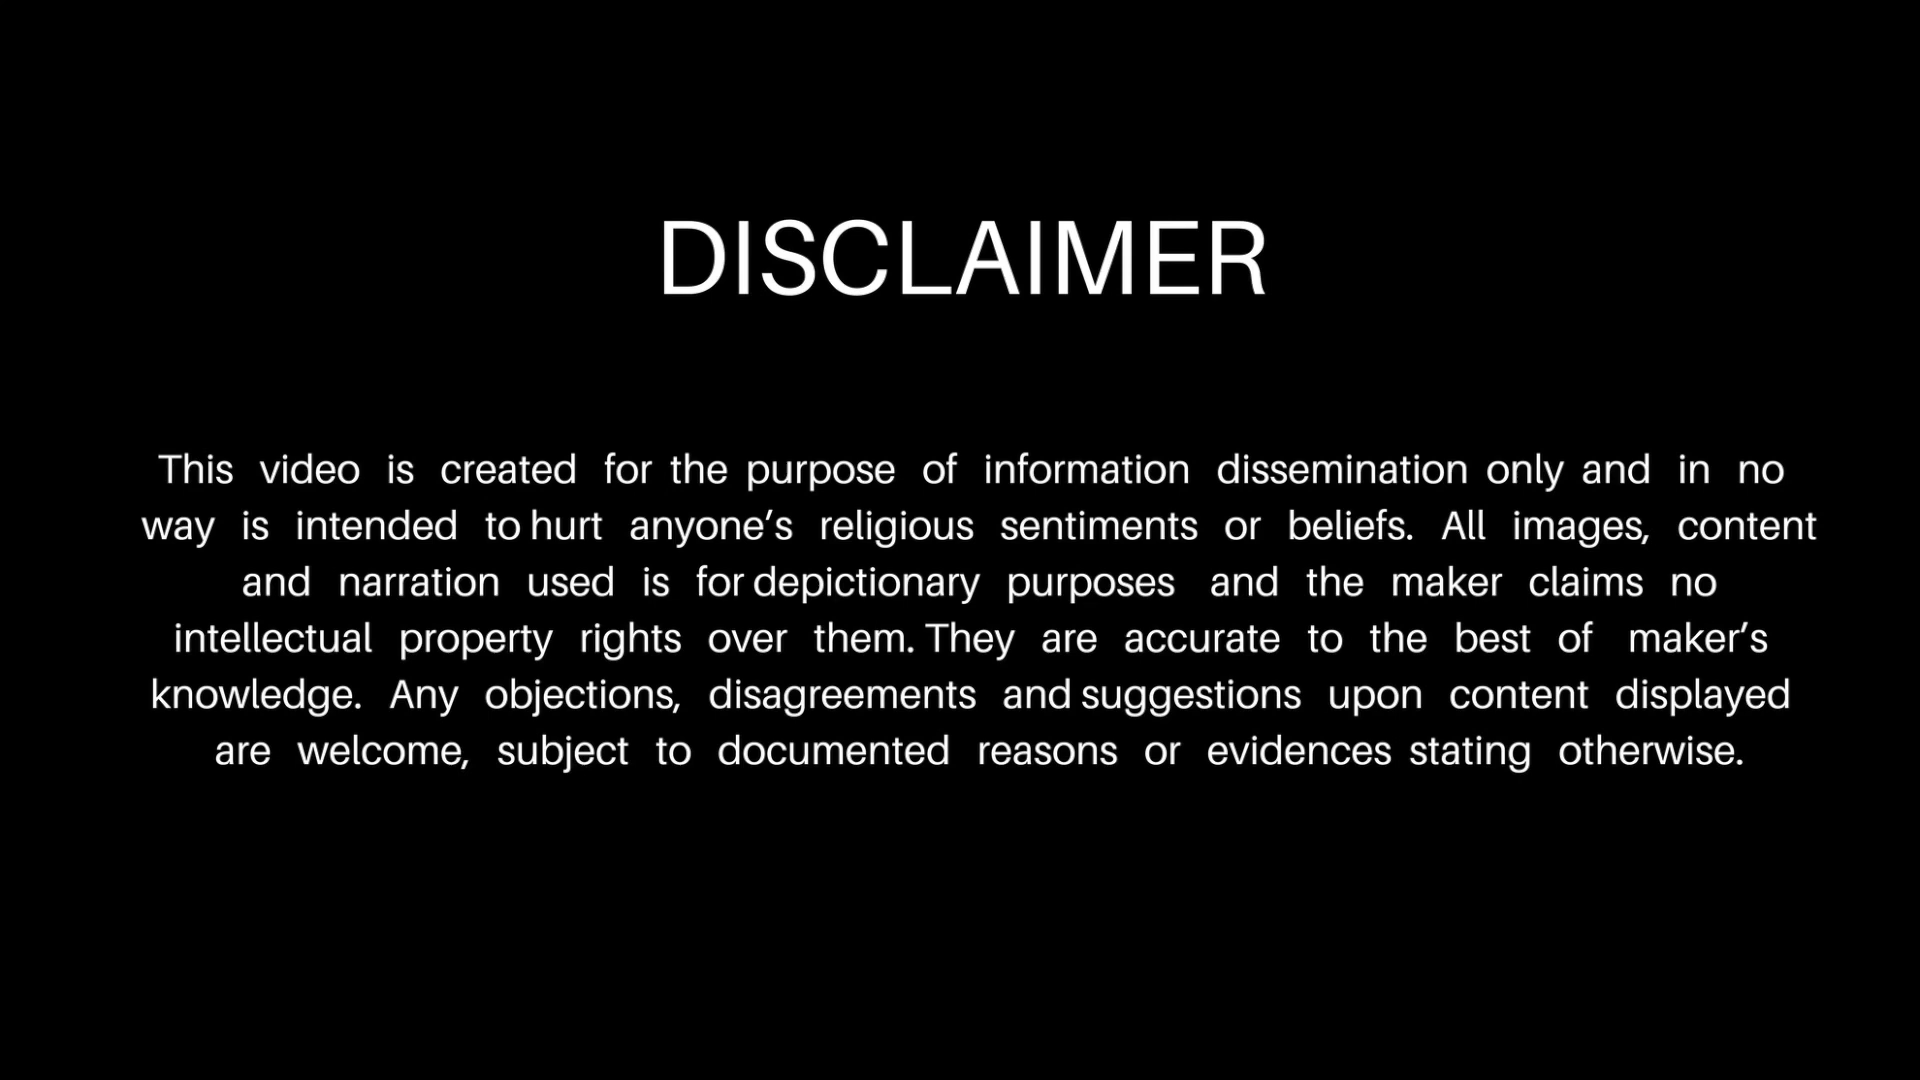 DISCLAIMER
This video is created for the purpose of information dissemination only and in no
way is intended to hurt anyone’s religious sentiments or beliefs. All images, content
and narration used is for depictionary purposes and the maker claims no
intellectual property rights over them. They are accurate to the best of maker’s
knowledge. Any objections, disagreements and suggestions upon content displayed
are welcome, subject to documented reasons or evidences stating otherwise.